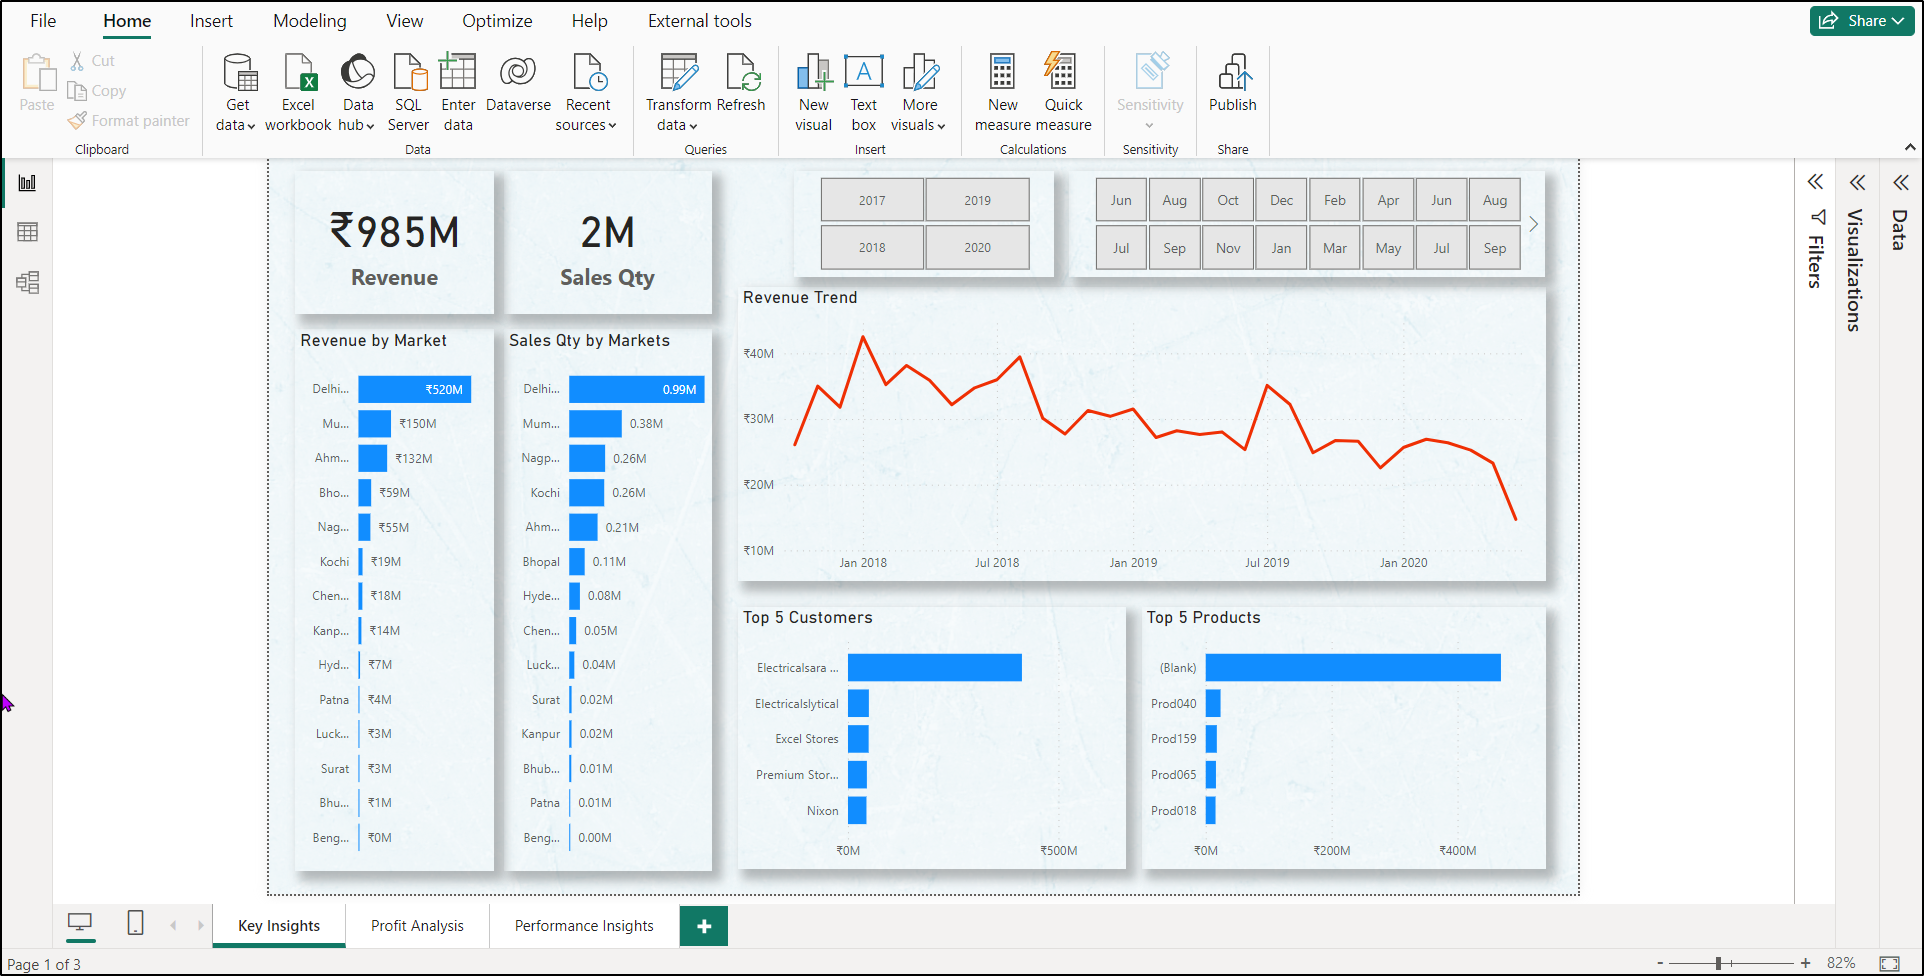 File Home Insert Modeling View Optimize Help External tools Share
Paste
Cut
Copy
Format painter
Clipboard
Get data
Excel workbook
Data hub
SQL Server
Enter data
Dataverse
Recent sources
Data
Transform data
Refresh
Queries
New visual
Text box
More visuals
Insert
New measure
Quick measure
Calculations
Sensitivity
Sensitivity
Publish
Share
₹985M
Revenue
2M
Sales Qty
2017 2019
2018 2020
Jun Aug Oct Dec Feb Apr Jun Aug
Jul Sep Nov Jan Mar May Jul Sep
Revenue by Market
Delhi... ₹520M
Mu... ₹150M
Ahm... ₹132M
Bho... ₹59M
Nag... ₹55M
Kochi ₹19M
Chen... ₹18M
Kanp... ₹14M
Hyd... ₹7M
Patna ₹4M
Luck... ₹3M
Surat ₹3M
Bhu... ₹1M
Beng... ₹0M
Sales Qty by Markets
Delhi... 0.99M
Mum... 0.38M
Nagp... 0.26M
Kochi 0.26M
Ahm... 0.21M
Bhopal 0.11M
Hyde... 0.08M
Chen... 0.05M
Luck... 0.04M
Surat 0.02M
Kanpur 0.02M
Bhub... 0.01M
Patna 0.01M
Beng... 0.00M
Revenue Trend
₹40M
₹30M
₹20M
₹10M
Jan 2018 Jul 2018 Jan 2019 Jul 2019 Jan 2020
Top 5 Customers
Electricalsara ...
Electricalslytical
Excel Stores
Premium Stor...
Nixon
₹0M ₹500M
Top 5 Products
(Blank)
Prod040
Prod159
Prod065
Prod018
₹0M ₹200M ₹400M
Filters
Visualizations
Data
Key Insights Profit Analysis Performance Insights +
Page 1 of 3
- + 82%